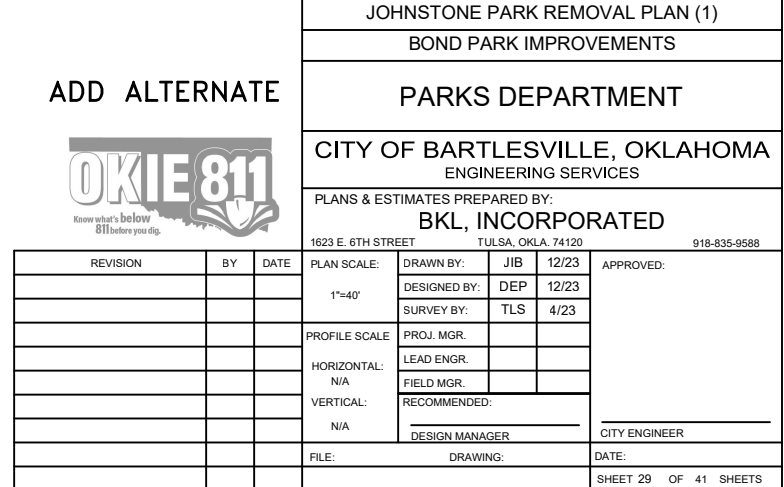 JOHNSTONE PARK REMOVAL PLAN (1)
BOND PARK IMPROVEMENTS
ADD ALTERNATE
PARKS DEPARTMENT
CITY OF BARTLESVILLE, OKLAHOMA
ENGINEERING SERVICES
OKIE 811
Know what's below
811 before you dig.
PLANS & ESTIMATES PREPARED BY:
BKL, INCORPORATED
1623 E. 6TH STREET TULSA, OKLA. 74120 918-835-9588
REVISION BY DATE PLAN SCALE: DRAWN BY: JIB 12/23 APPROVED:
1"=40' DESIGNED BY: DEP 12/23
SURVEY BY: TLS 4/23
PROFILE SCALE PROJ. MGR.
HORIZONTAL: LEAD ENGR.
N/A FIELD MGR.
VERTICAL: RECOMMENDED:
N/A DESIGN MANAGER CITY ENGINEER
FILE: DRAWING: DATE:
SHEET 29 OF 41 SHEETS